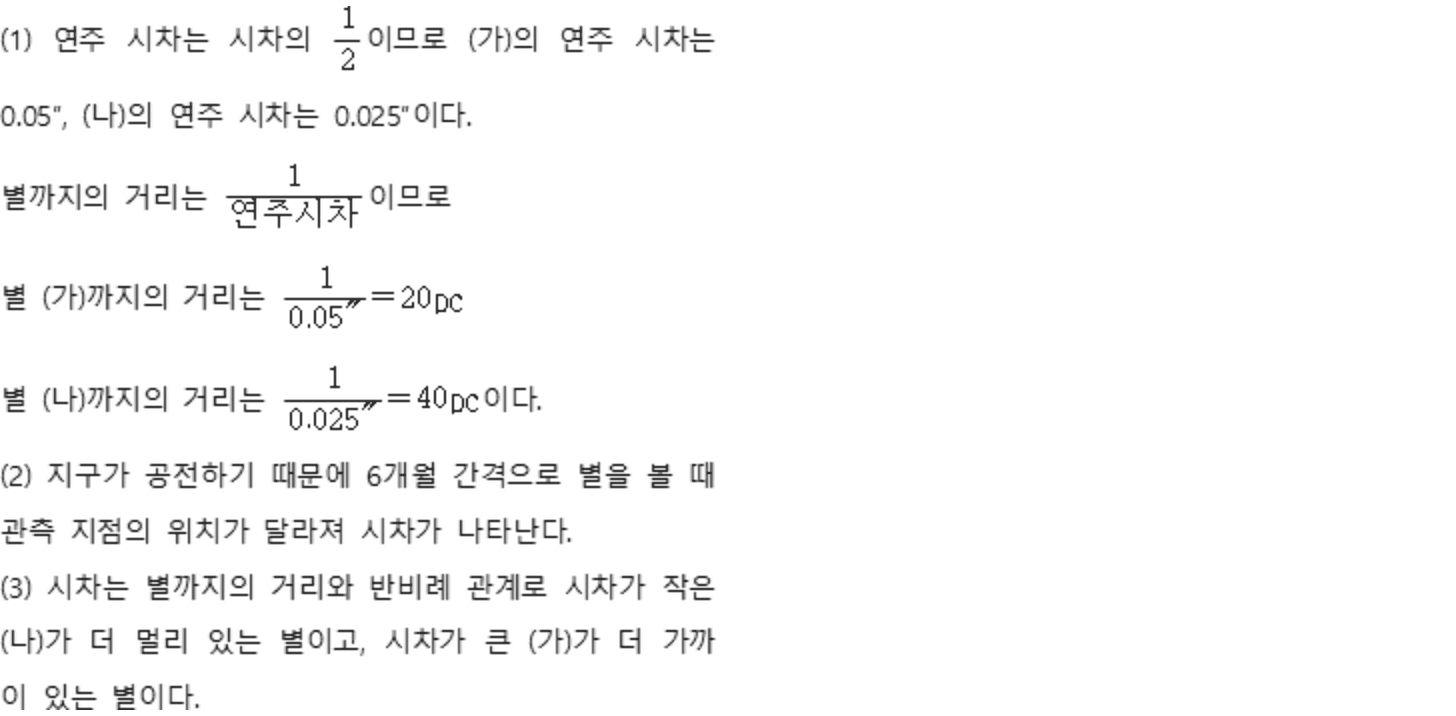 (1) 연주 시차는 시차의 1/2 이므로 (가)의 연주 시차는
0.05″, (나)의 연주 시차는 0.025″이다.
별까지의 거리는 1/연주시차 이므로
별 (가)까지의 거리는 1/0.05″ = 20pc
별 (나)까지의 거리는 1/0.025″ = 40pc이다.
(2) 지구가 공전하기 때문에 6개월 간격으로 별을 볼 때
관측 지점의 위치가 달라져 시차가 나타난다.
(3) 시차는 별까지의 거리와 반비례 관계로 시차가 작은
(나)가 더 멀리 있는 별이고, 시차가 큰 (가)가 더 가까
이 있는 별이다.